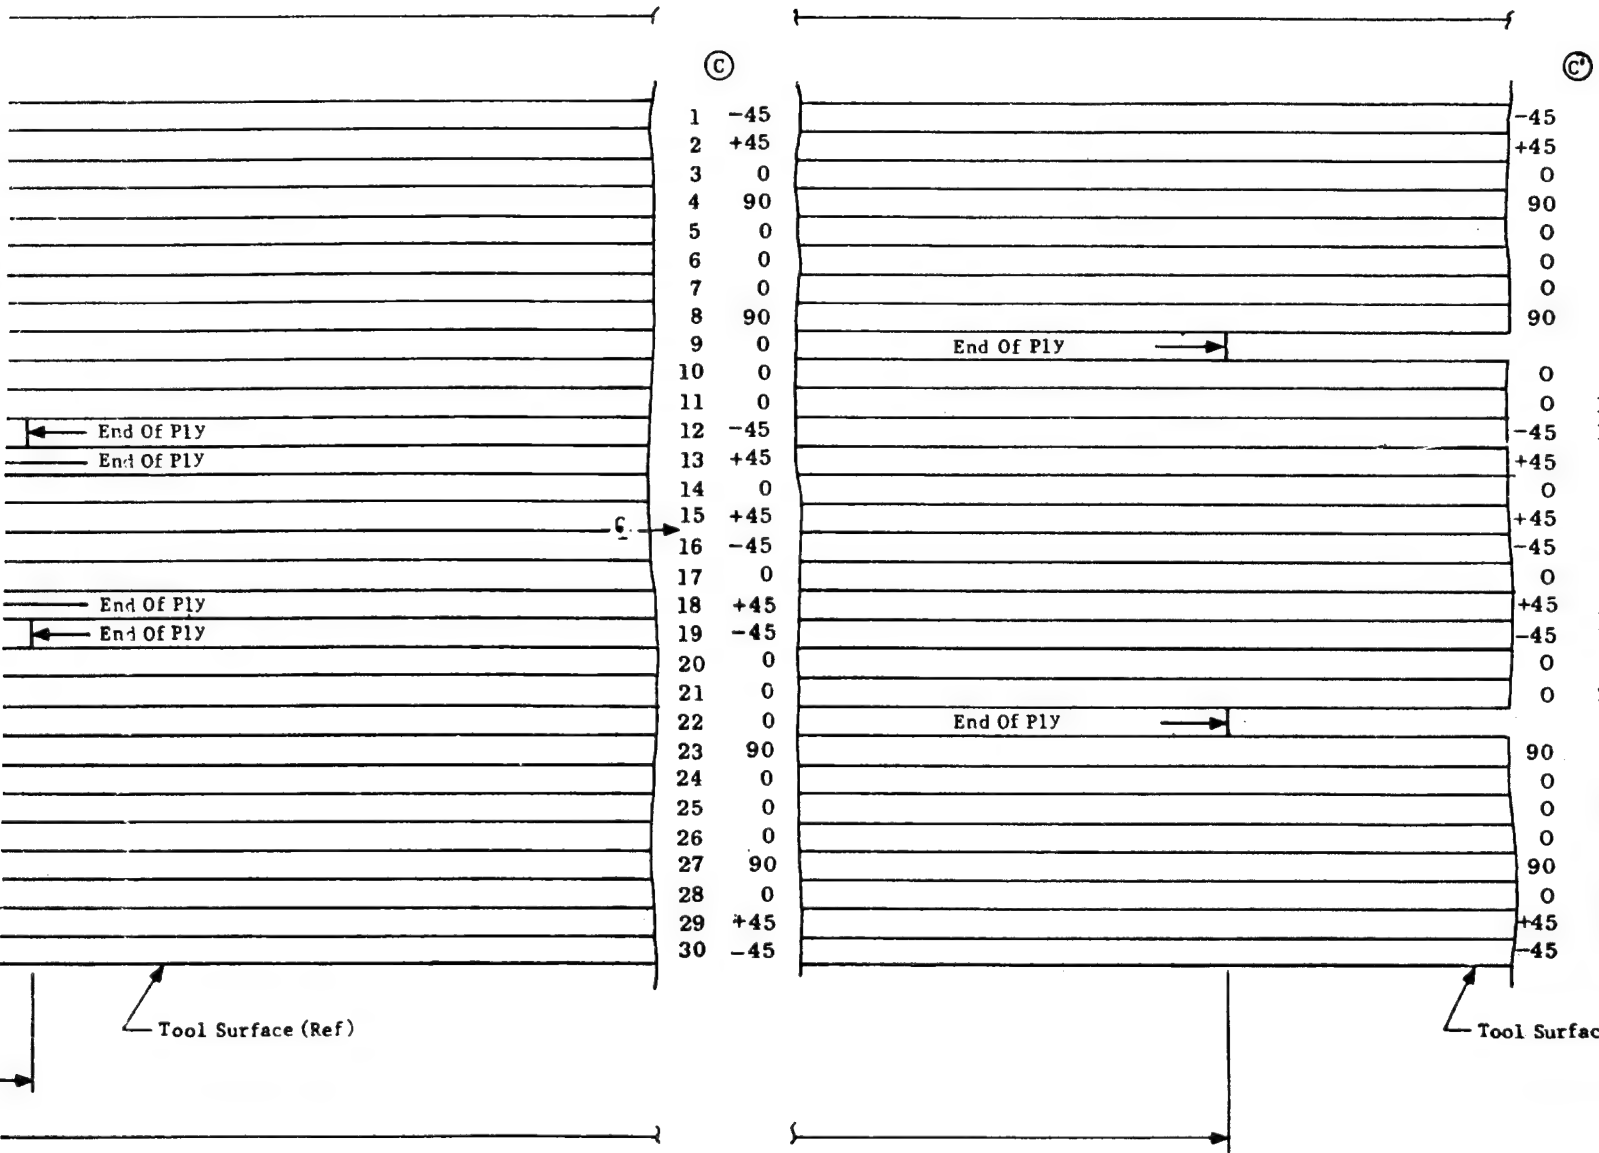 C C'
1 -45 -45
2 +45 +45
3 0 0
4 90 90
5 0 0
6 0 0
7 0 0
8 90 90
9 0 End Of Ply
10 0 0
11 0 0
End Of Ply 12 -45 -45
End Of Ply 13 +45 +45
14 0 0
15 +45 +45
℄
16 -45 -45
17 0 0
End Of Ply 18 +45 +45
End Of Ply 19 -45 -45
20 0 0
21 0 0
22 0 End Of Ply
23 90 90
24 0 0
25 0 0
26 0 0
27 90 90
28 0 0
29 +45 +45
30 -45 -45
Tool Surface (Ref) Tool Surfac